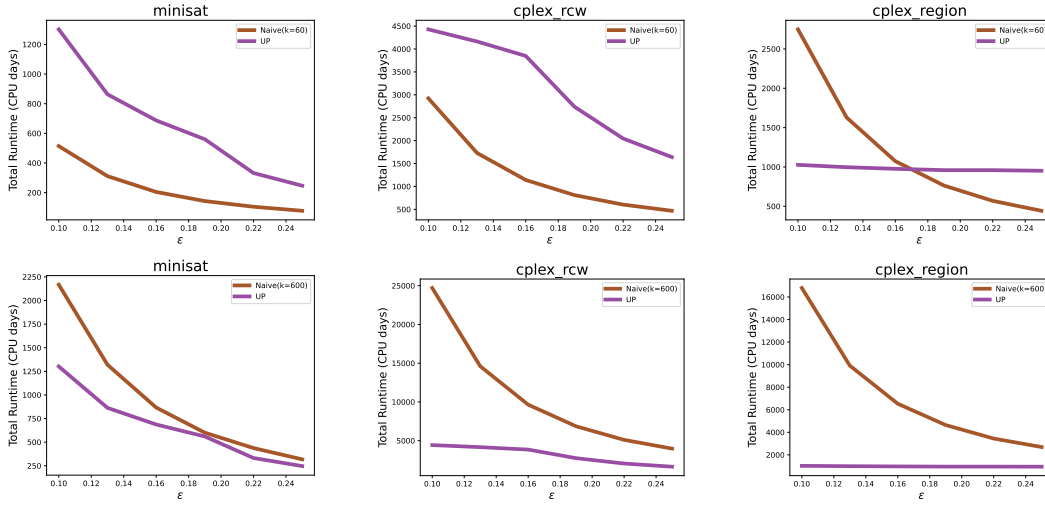 minisat
Total Runtime (CPU days)
1200
1000
800
600
400
200
0.10 0.12 0.14 0.16 0.18 0.20 0.22 0.24
ε
Naive(k=60)
UP
cplex_rcw
Total Runtime (CPU days)
4500
4000
3500
3000
2500
2000
1500
1000
500
0.10 0.12 0.14 0.16 0.18 0.20 0.22 0.24
ε
Naive(k=60)
UP
cplex_region
Total Runtime (CPU days)
2500
2000
1500
1000
500
0.10 0.12 0.14 0.16 0.18 0.20 0.22 0.24
ε
Naive(k=60)
UP
minisat
Total Runtime (CPU days)
2250
2000
1750
1500
1250
1000
750
500
250
0.10 0.12 0.14 0.16 0.18 0.20 0.22 0.24
ε
Naive(k=600)
UP
cplex_rcw
Total Runtime (CPU days)
25000
20000
15000
10000
5000
0.10 0.12 0.14 0.16 0.18 0.20 0.22 0.24
ε
Naive(k=600)
UP
cplex_region
Total Runtime (CPU days)
16000
14000
12000
10000
8000
6000
4000
2000
0.10 0.12 0.14 0.16 0.18 0.20 0.22 0.24
ε
Naive(k=600)
UP